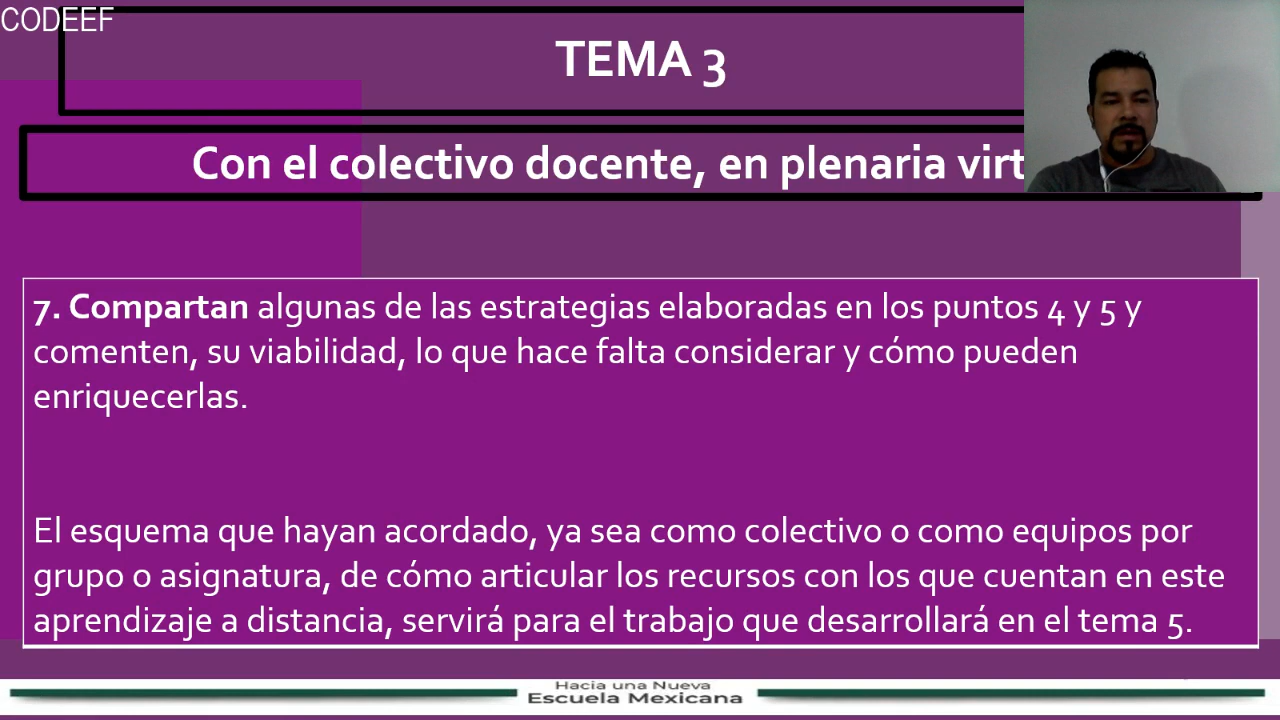 CODEEF
TEMA 3
Con el colectivo docente, en plenaria virt
7. Compartan algunas de las estrategias elaboradas en los puntos 4 y 5 y
comenten, su viabilidad, lo que hace falta considerar y cómo pueden
enriquecerlas.
El esquema que hayan acordado, ya sea como colectivo o como equipos por
grupo o asignatura, de cómo articular los recursos con los que cuentan en este
aprendizaje a distancia, servirá para el trabajo que desarrollará en el tema 5.
Hacia una Nueva
Escuela Mexicana